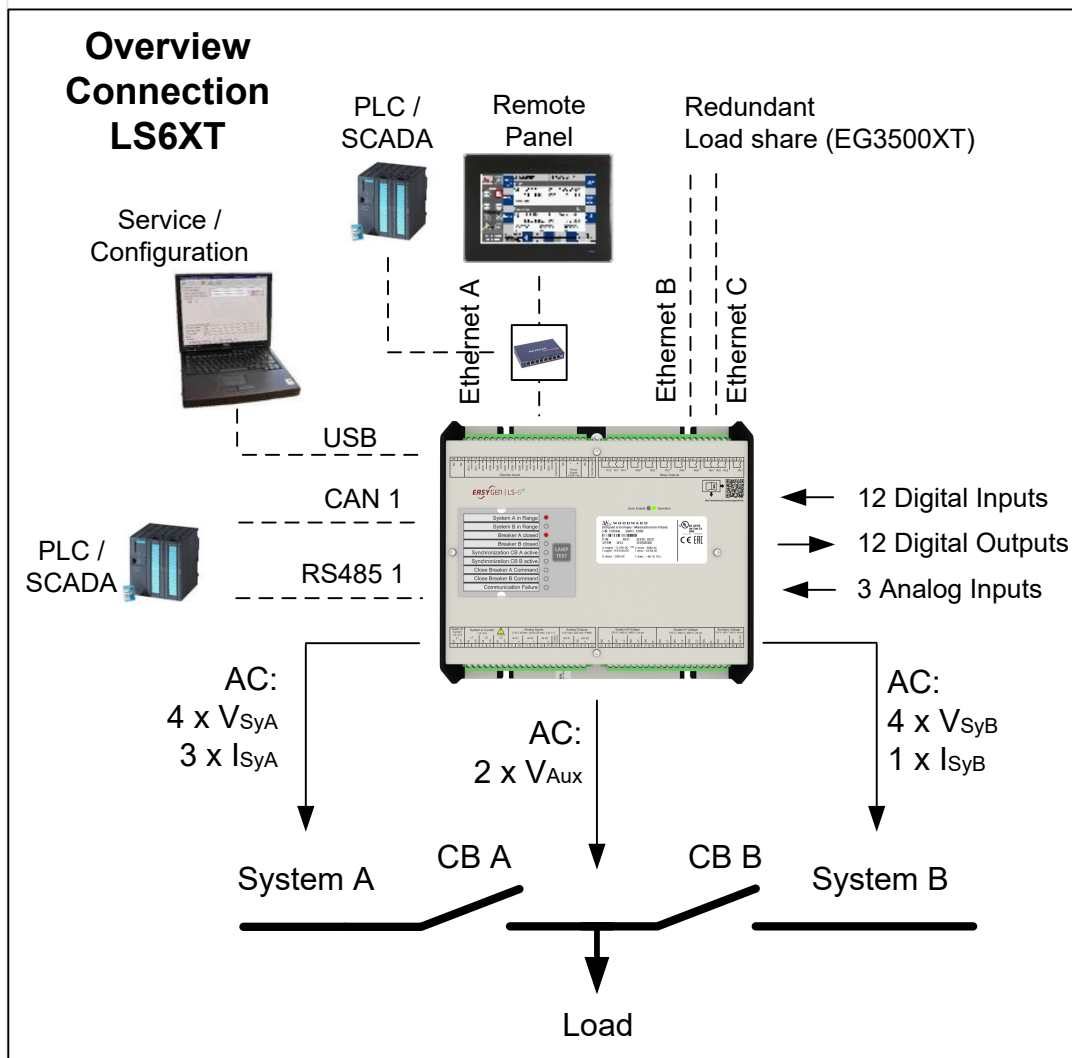 Overview
Connection
LS6XT
PLC /
SCADA
Remote
Panel
Redundant
Load share (EG3500XT)
Service /
Configuration
Ethernet A
Ethernet B
Ethernet C
USB
CAN 1
PLC /
SCADA
RS485 1
EASYGEN | LS-6XT
System A in Range
System B in Range
Breaker A closed
Breaker B closed
Synchronization CB A active
Synchronization CB B active
Close Breaker A Command
Close Breaker B Command
Communication Failure
LAMP
TEST
WOODWARD
12 Digital Inputs
12 Digital Outputs
3 Analog Inputs
AC:
4 x VSyA
3 x ISyA
AC:
2 x VAux
AC:
4 x VSyB
1 x ISyB
System A
CB A
CB B
System B
Load